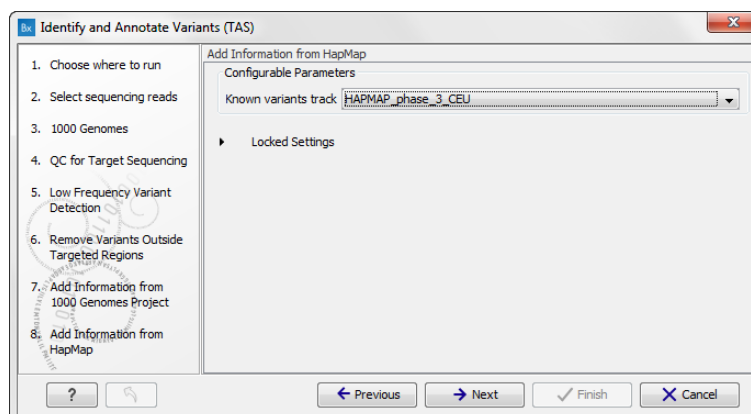 Bx Identify and Annotate Variants (TAS)
1. Choose where to run
2. Select sequencing reads
3. 1000 Genomes
4. QC for Target Sequencing
5. Low Frequency Variant
Detection
6. Remove Variants Outside
Targeted Regions
7. Add Information from
1000 Genomes Project
8. Add Information from
HapMap
Add Information from HapMap
Configurable Parameters
Known variants track HAPMAP_phase_3_CEU
Locked Settings
? Previous Next Finish Cancel